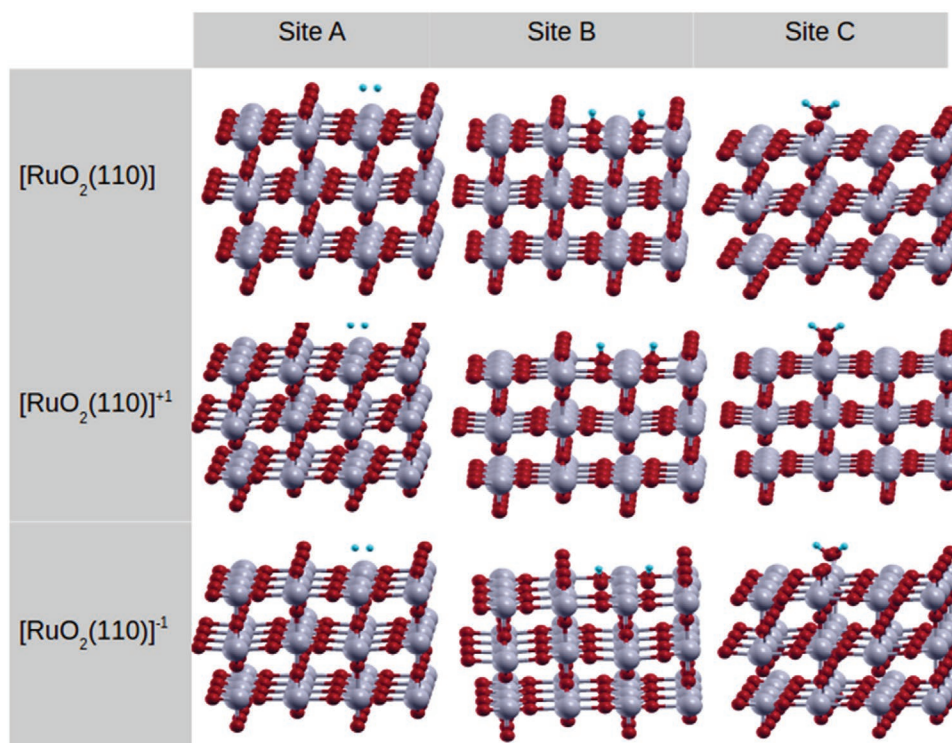 Site A Site B Site C
[RuO₂(110)]
[RuO₂(110)]⁺¹
[RuO₂(110)]⁻¹